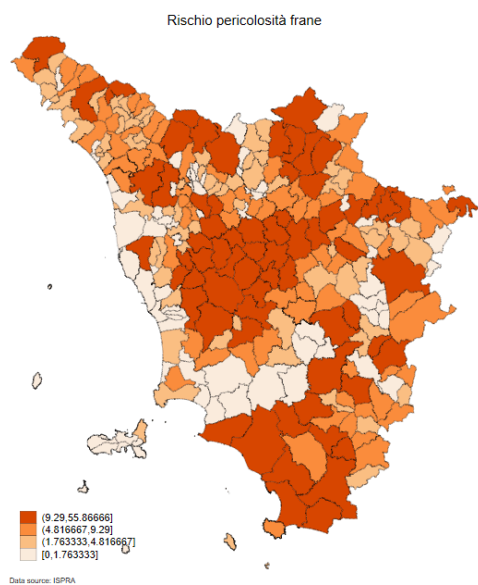 Rischio pericolosità frane
(9.29,55.86666]
(4.816667,9.29]
(1.763333,4.816667]
[0,1.763333]
Data source: ISPRA